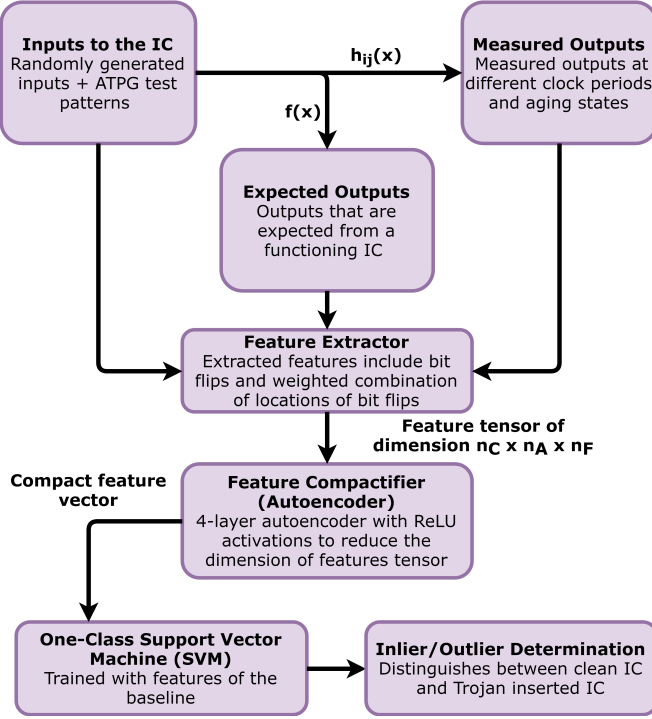 Inputs to the IC
Randomly generated
inputs + ATPG test
patterns
h_ij(x)
f(x)
Measured Outputs
Measured outputs at
different clock periods
and aging states
Expected Outputs
Outputs that are
expected from a
functioning IC
Feature Extractor
Extracted features include bit
flips and weighted combination
of locations of bit flips
Feature tensor of
dimension n_C x n_A x n_F
Compact feature
vector
Feature Compactifier
(Autoencoder)
4-layer autoencoder with ReLU
activations to reduce the
dimension of features tensor
One-Class Support Vector
Machine (SVM)
Trained with features of the
baseline
Inlier/Outlier Determination
Distinguishes between clean IC
and Trojan inserted IC